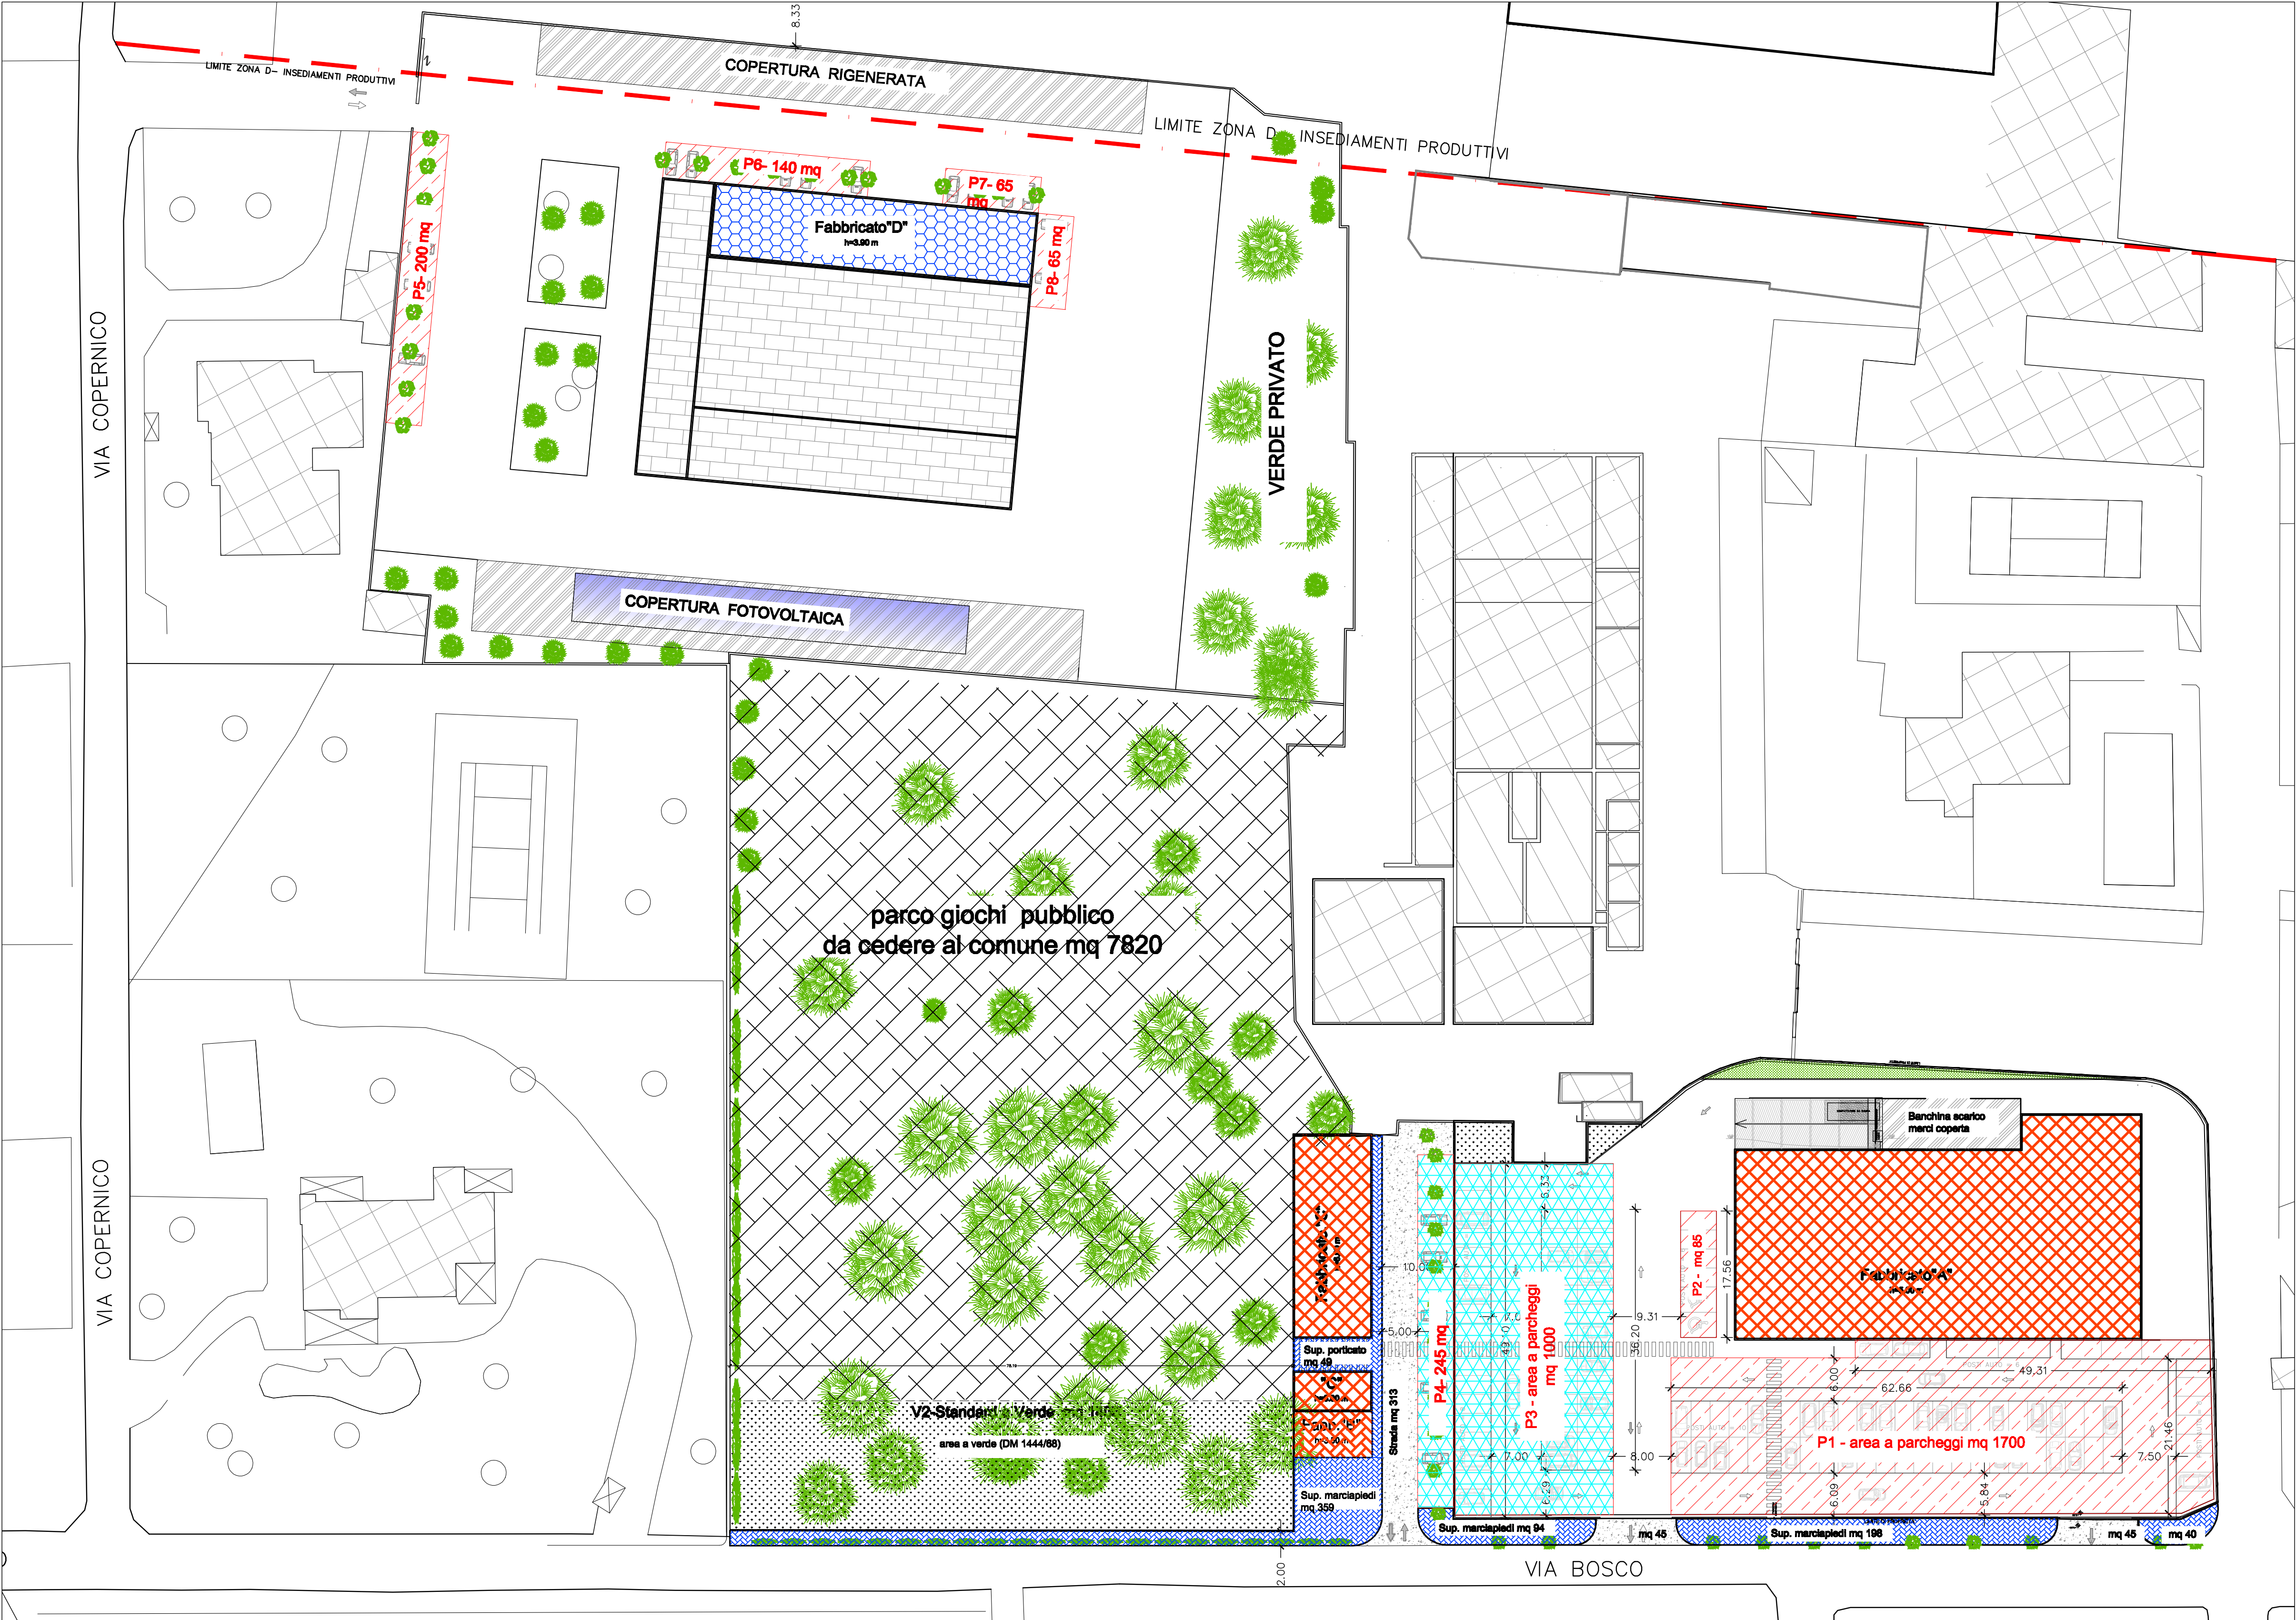 8.33
COPERTURA RIGENERATA
LIMITE ZONA D- INSEDIAMENTI PRODUTTIVI
LIMITE ZONA D INSEDIAMENTI PRODUTTIVI
P6- 140 mq
P7- 65
mq
P5- 200 mq
Fabbricato"D"
h=3.90 m
P8- 65 mq
VIA COPERNICO
VERDE PRIVATO
COPERTURA FOTOVOLTAICA
parco giochi pubblico
da cedere al comune mq 7820
VIA COPERNICO
Banchina scarico
merci coperta
6.33
P2 - mq 85
17.56
Fabbricato"A"
10.0
P3 - area a parcheggi
mq 1000
9.31
36.20
5.00
P4- 245 mq
Sup. porticato
mq 49
6.00
49.31
62.66
V2-Standard a Verde
area a verde (DM 1444/68)
Strada mq 313
P1 - area a parcheggi mq 1700
7.00
8.00
7.50
21.46
Sup. marciapiedi
mq 359
6.29
6.09
5.84
Sup. marciapiedi mq 94
mq 45
Sup. marciapiedi mq 198
mq 45
mq 40
2.00
VIA BOSCO